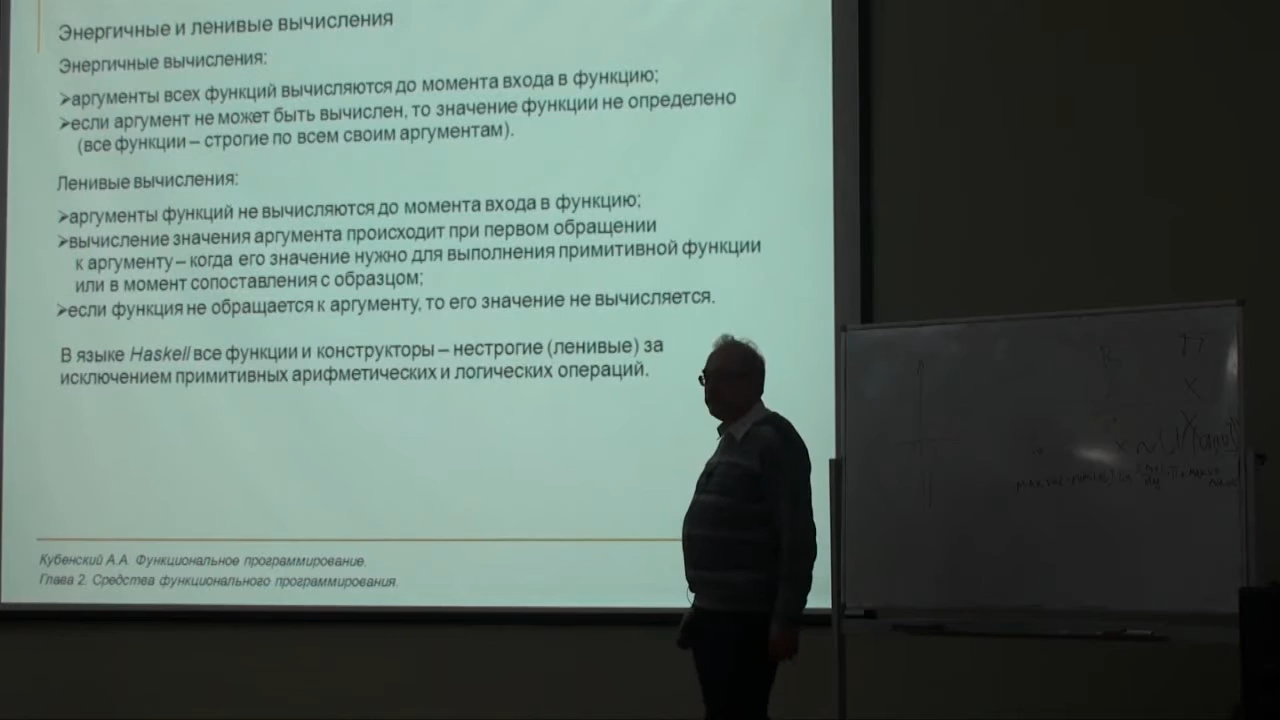 Энергичные и ленивые вычисления
Энергичные вычисления:
➢аргументы всех функций вычисляются до момента входа в функцию;
➢если аргумент не может быть вычислен, то значение функции не определено
(все функции – строгие по всем своим аргументам).
Ленивые вычисления:
➢аргументы функций не вычисляются до момента входа в функцию;
➢вычисление значения аргумента происходит при первом обращении
к аргументу – когда его значение нужно для выполнения примитивной функции
или в момент сопоставления с образцом;
➢если функция не обращается к аргументу, то его значение не вычисляется.
В языке Haskell все функции и конструкторы – нестрогие (ленивые) за
исключением примитивных арифметических и логических операций.
Кубенский А.А. Функциональное программирование.
Глава 2. Средства функционального программирования.